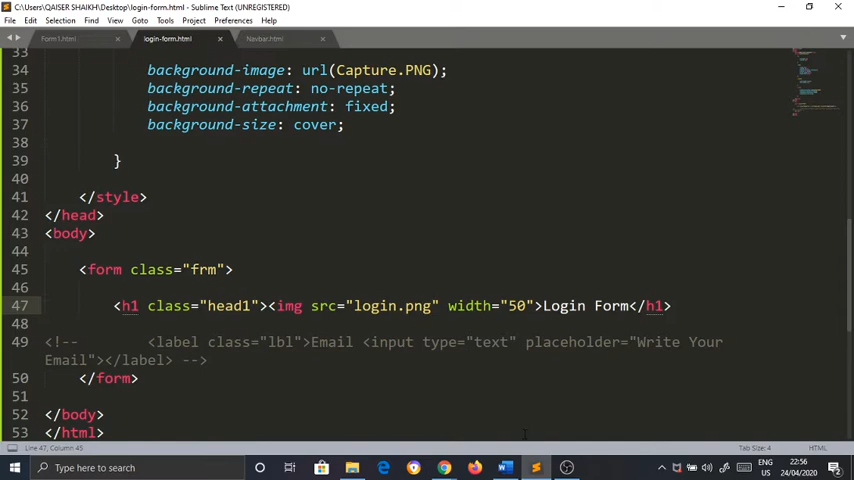 C:\Users\QAISER SHAIKH\Desktop\login-form.html - Sublime Text (UNREGISTERED)
File Edit Selection Find View Goto Tools Project Preferences Help
Form1.html × login-form.html × Navbar.html ×
33
34 background-image: url(Capture.PNG);
35 background-repeat: no-repeat;
36 background-attachment: fixed;
37 background-size: cover;
38
39 }
40
41 </style>
42 </head>
43 <body>
44
45 <form class="frm">
46
47 <h1 class="head1"><img src="login.png" width="50">Login Form</h1>
48
49 <!-- <label class="lbl">Email <input type="text" placeholder="Write Your
Email"></label> -->
50 </form>
51
52 </body>
53 </html>
Line 47, Column 45 Tab Size: 4 HTML
Type here to search
ENG 22:56
US 24/04/2020
2